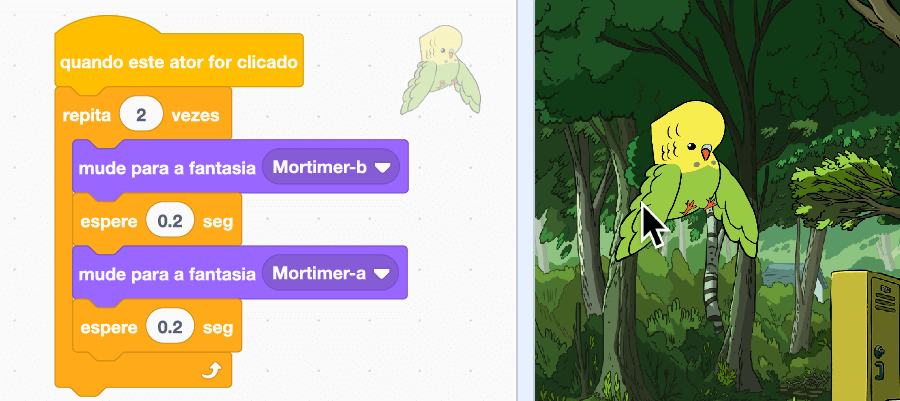 quando este ator for clicado
repita 2 vezes
mude para a fantasia Mortimer-b
espere 0.2 seg
mude para a fantasia Mortimer-a
espere 0.2 seg